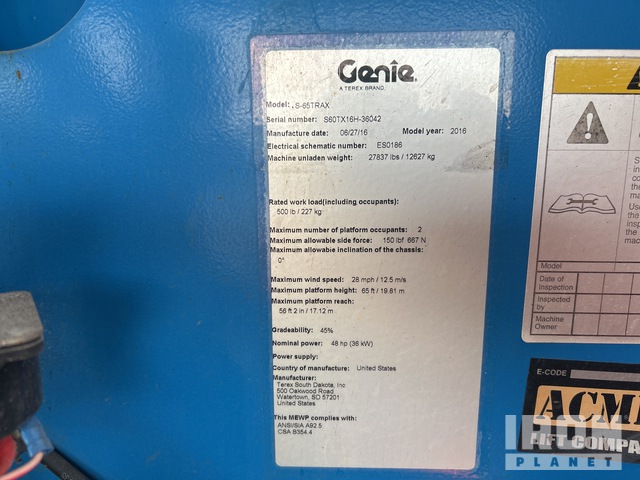 Genie
A TEREX BRAND
Model: S-65TRAX
Serial number: S60TX16H-36042
Manufacture date: 06/27/16 Model year: 2016
Electrical schematic number: ES0186
Machine unladen weight: 27837 lbs / 12627 kg
Rated work load(including occupants):
500 lb / 227 kg
Maximum number of platform occupants: 2
Maximum allowable side force: 150 lbf 667 N
Maximum allowable inclination of the chassis:
0°
Maximum wind speed: 28 mph / 12.5 m/s
Maximum platform height: 65 ft / 19.81 m
Maximum platform reach:
56 ft 2 in / 17.12 m
Gradeability: 45%
Nominal power: 48 hp (36 kW)
Power supply:
Country of manufacture: United States
Manufacturer:
Terex South Dakota, Inc
500 Oakwood Road
Watertown, SD 57201
United States
This MEWP complies with:
ANSI/SIA A92.5
CSA B354.4
Model
Date of
Inspection
Inspected
by
Machine
Owner
E-CODE
ACM
LIFT COMPA
IRON
PLANET